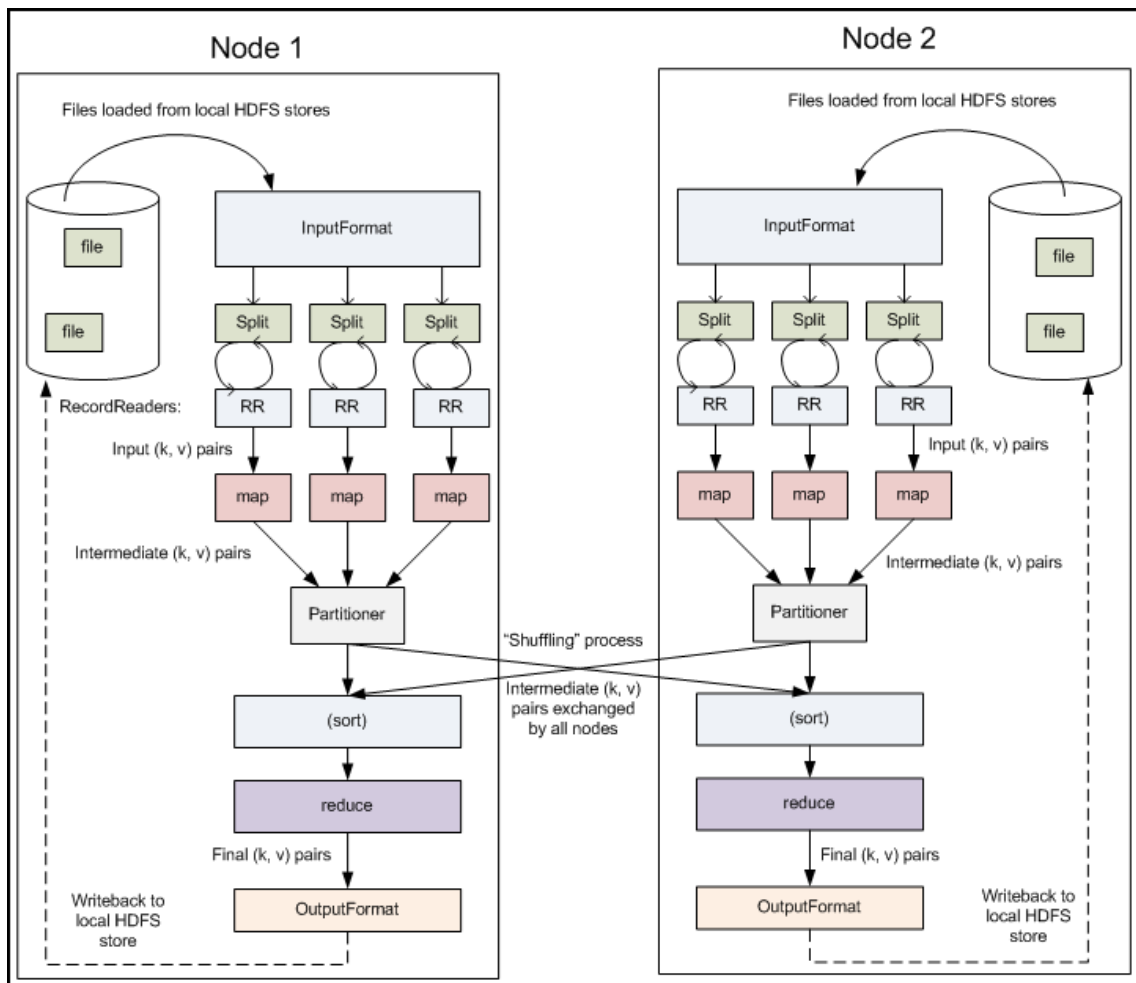 Node 1
Files loaded from local HDFS stores
InputFormat
file
file
Split
Split
Split
RecordReaders:
RR
RR
RR
Input (k, v) pairs
map
map
map
Intermediate (k, v) pairs
Partitioner
"Shuffling" process
Intermediate (k, v)
pairs exchanged
by all nodes
(sort)
reduce
Final (k, v) pairs
OutputFormat
Writeback to
local HDFS
store
Node 2
Files loaded from local HDFS stores
InputFormat
file
file
Split
Split
Split
RR
RR
RR
Input (k, v) pairs
map
map
map
Intermediate (k, v) pairs
Partitioner
(sort)
reduce
Final (k, v) pairs
OutputFormat
Writeback to
local HDFS
store